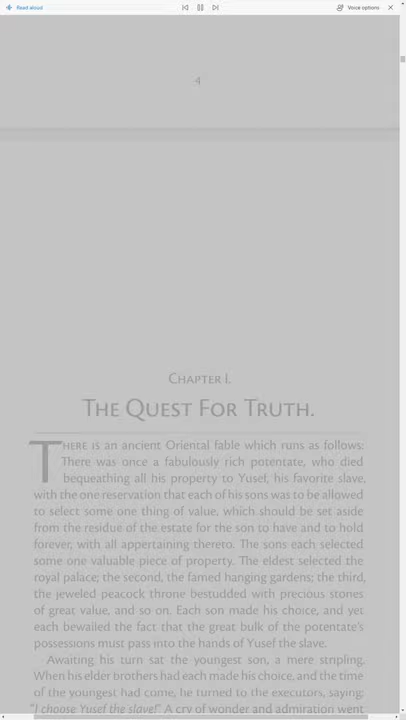 Read aloud
Voice options
4
CHAPTER I.
THE QUEST FOR TRUTH.
THERE is an ancient Oriental fable which runs as follows:
There was once a fabulously rich potentate, who died
bequeathing all his property to Yusef, his favorite slave,
with the one reservation that each of his sons was to be allowed
to select some one thing of value, which should be set aside
from the residue of the estate for the son to have and to hold
forever, with all appertaining thereto. The sons each selected
some one valuable piece of property. The eldest selected the
royal palace; the second, the famed hanging gardens; the third,
the jeweled peacock throne bestudded with precious stones
of great value, and so on. Each son made his choice, and yet
each bewailed the fact that the great bulk of the potentate's
possessions must pass into the hands of Yusef the slave.
Awaiting his turn sat the youngest son, a mere stripling.
When his elder brothers had each made his choice, and the time
of the youngest had come, he turned to the executors, saying:
"I choose Yusef the slave!" A cry of wonder and admiration went